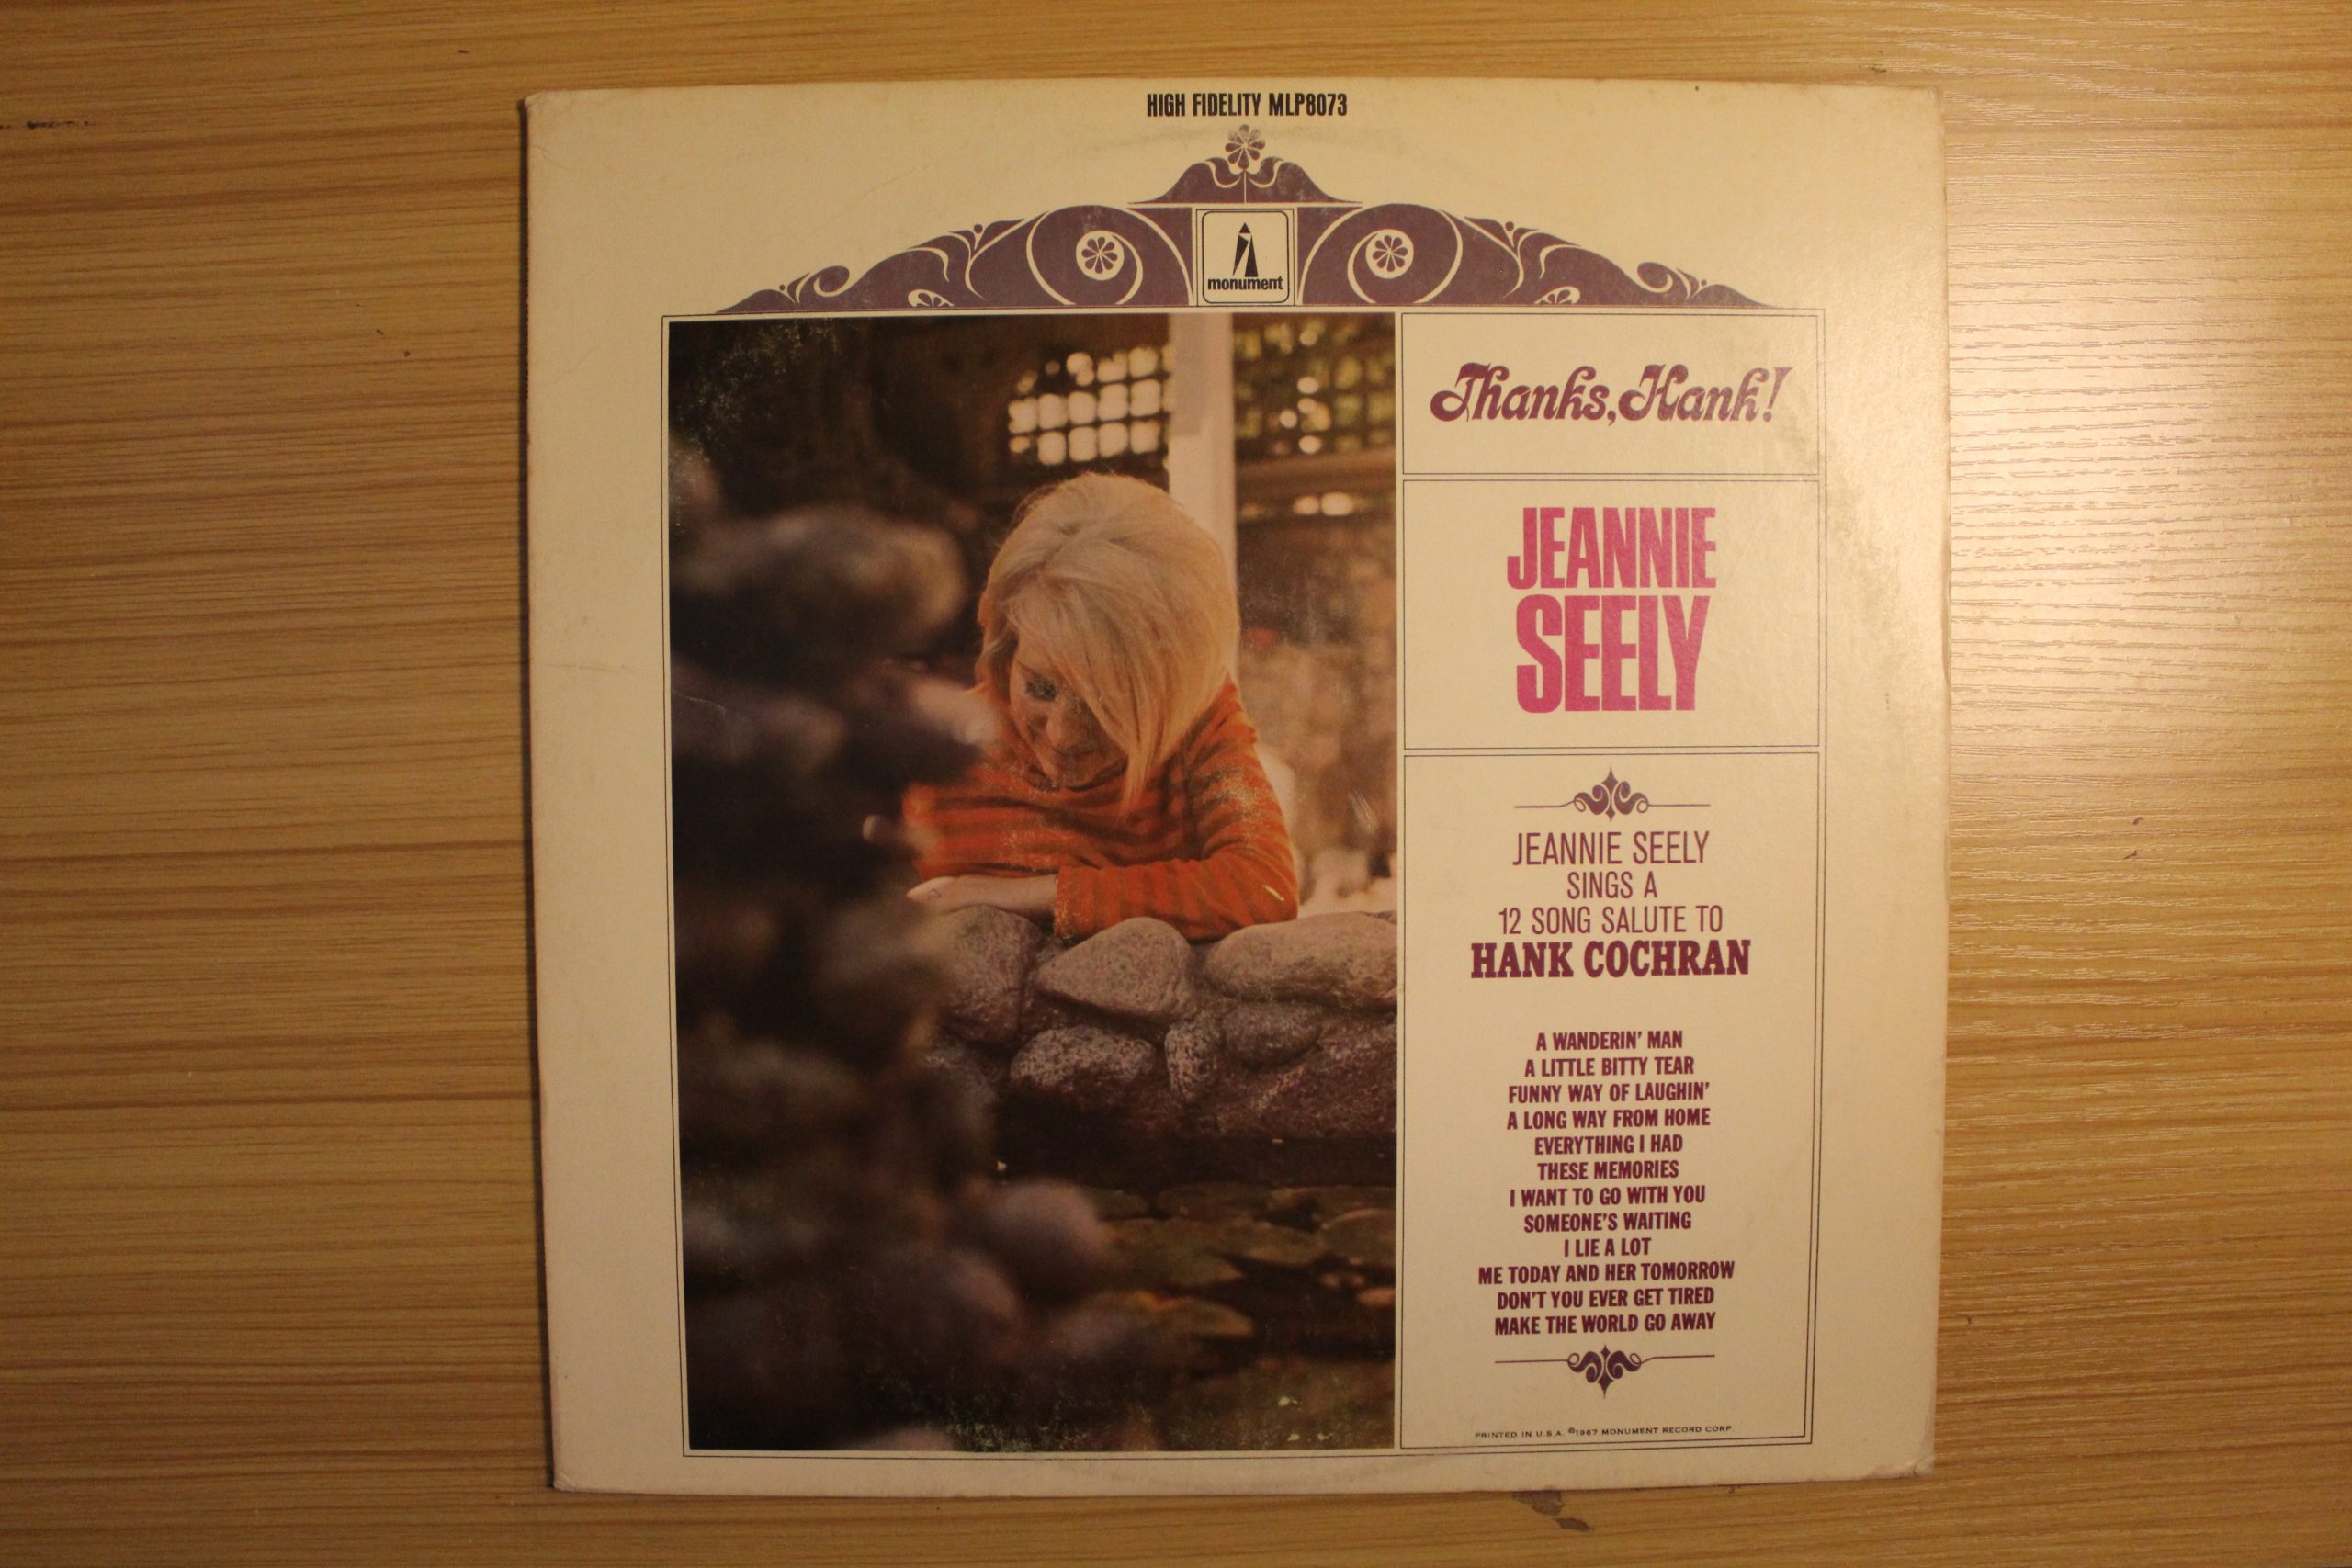 HIGH FIDELITY MLP8073
monument
Thanks, Hank!
JEANNIE
SEELY
JEANNIE SEELY
SINGS A
12 SONG SALUTE TO
HANK COCHRAN
A WANDERIN' MAN
A LITTLE BITTY TEAR
FUNNY WAY OF LAUGHIN'
A LONG WAY FROM HOME
EVERYTHING I HAD
THESE MEMORIES
I WANT TO GO WITH YOU
SOMEONE'S WAITING
I LIE A LOT
ME TODAY AND HER TOMORROW
DON'T YOU EVER GET TIRED
MAKE THE WORLD GO AWAY
PRINTED IN U.S.A. ©1967 MONUMENT RECORD CORP.